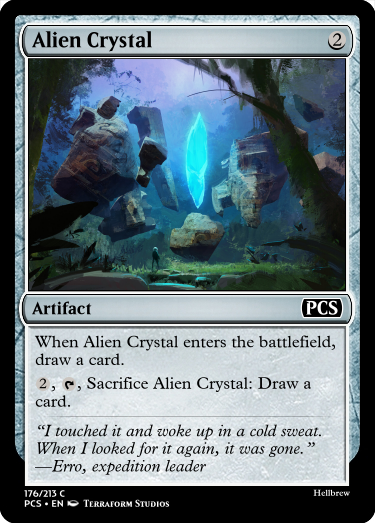 Alien Crystal 2
Artifact PCS
When Alien Crystal enters the battlefield,
draw a card.
2, , Sacrifice Alien Crystal: Draw a
card.
“I touched it and woke up in a cold sweat.
When I looked for it again, it was gone.”
—Erro, expedition leader
176/213 C Hellbrew
PCS • EN Terraform Studios